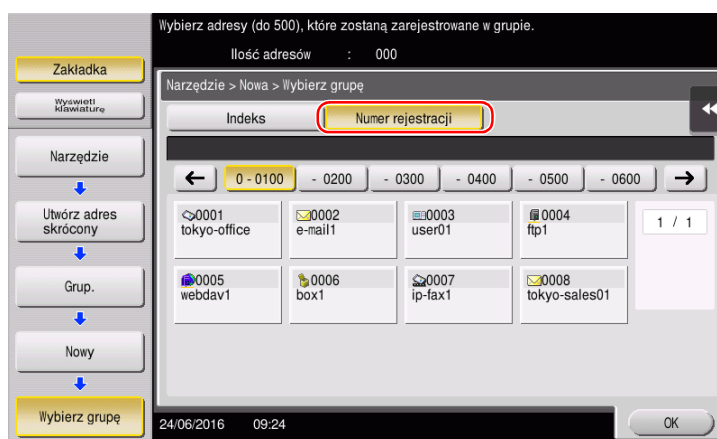 Wybierz adresy (do 500), które zostaną zarejestrowane w grupie.
Ilość adresów : 000
Zakładka
Wyświetl
klawiaturę
Narzędzie
Utwórz adres
skrócony
Grup.
Nowy
Wybierz grupę
Narzędzie > Nowa > Wybierz grupę
Indeks
Numer rejestracji
0 - 0100
- 0200
- 0300
- 0400
- 0500
- 0600
0001
tokyo-office
0002
e-mail1
0003
user01
0004
ftp1
1 / 1
0005
webdav1
0006
box1
0007
ip-fax1
0008
tokyo-sales01
24/06/2016 09:24
OK